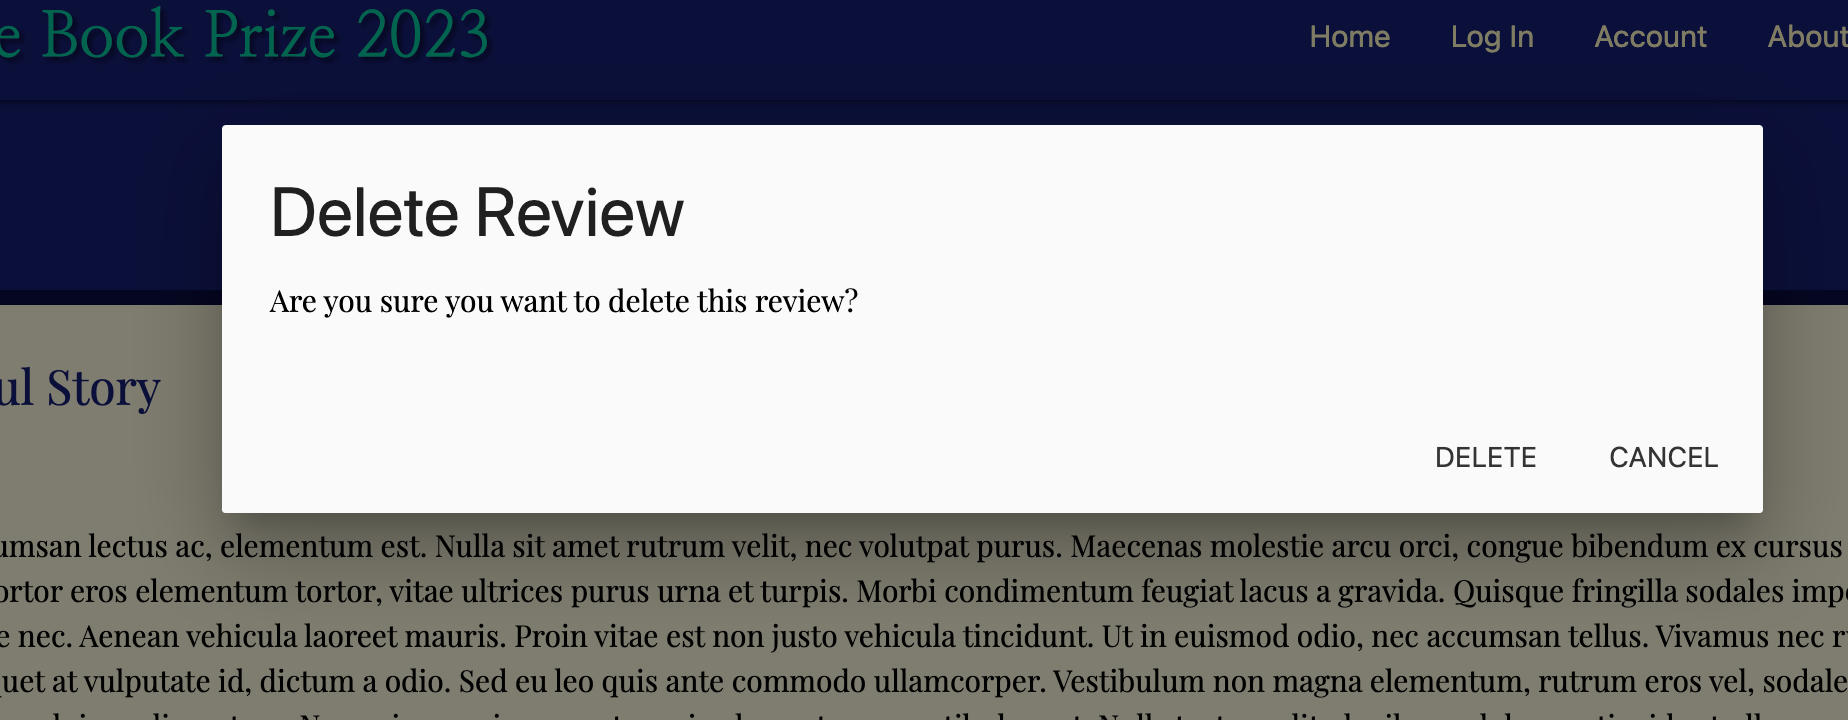 e Book Prize 2023
Home Log In Account About
Delete Review
Are you sure you want to delete this review?
ul Story
DELETE CANCEL
umsan lectus ac, elementum est. Nulla sit amet rutrum velit, nec volutpat purus. Maecenas molestie arcu orci, congue bibendum ex cursus
ortor eros elementum tortor, vitae ultrices purus urna et turpis. Morbi condimentum feugiat lacus a gravida. Quisque fringilla sodales imp
e nec. Aenean vehicula laoreet mauris. Proin vitae est non justo vehicula tincidunt. Ut in euismod odio, nec accumsan tellus. Vivamus nec r
quet at vulputate id, dictum a odio. Sed eu leo quis ante commodo ullamcorper. Vestibulum non magna elementum, rutrum eros vel, sodale